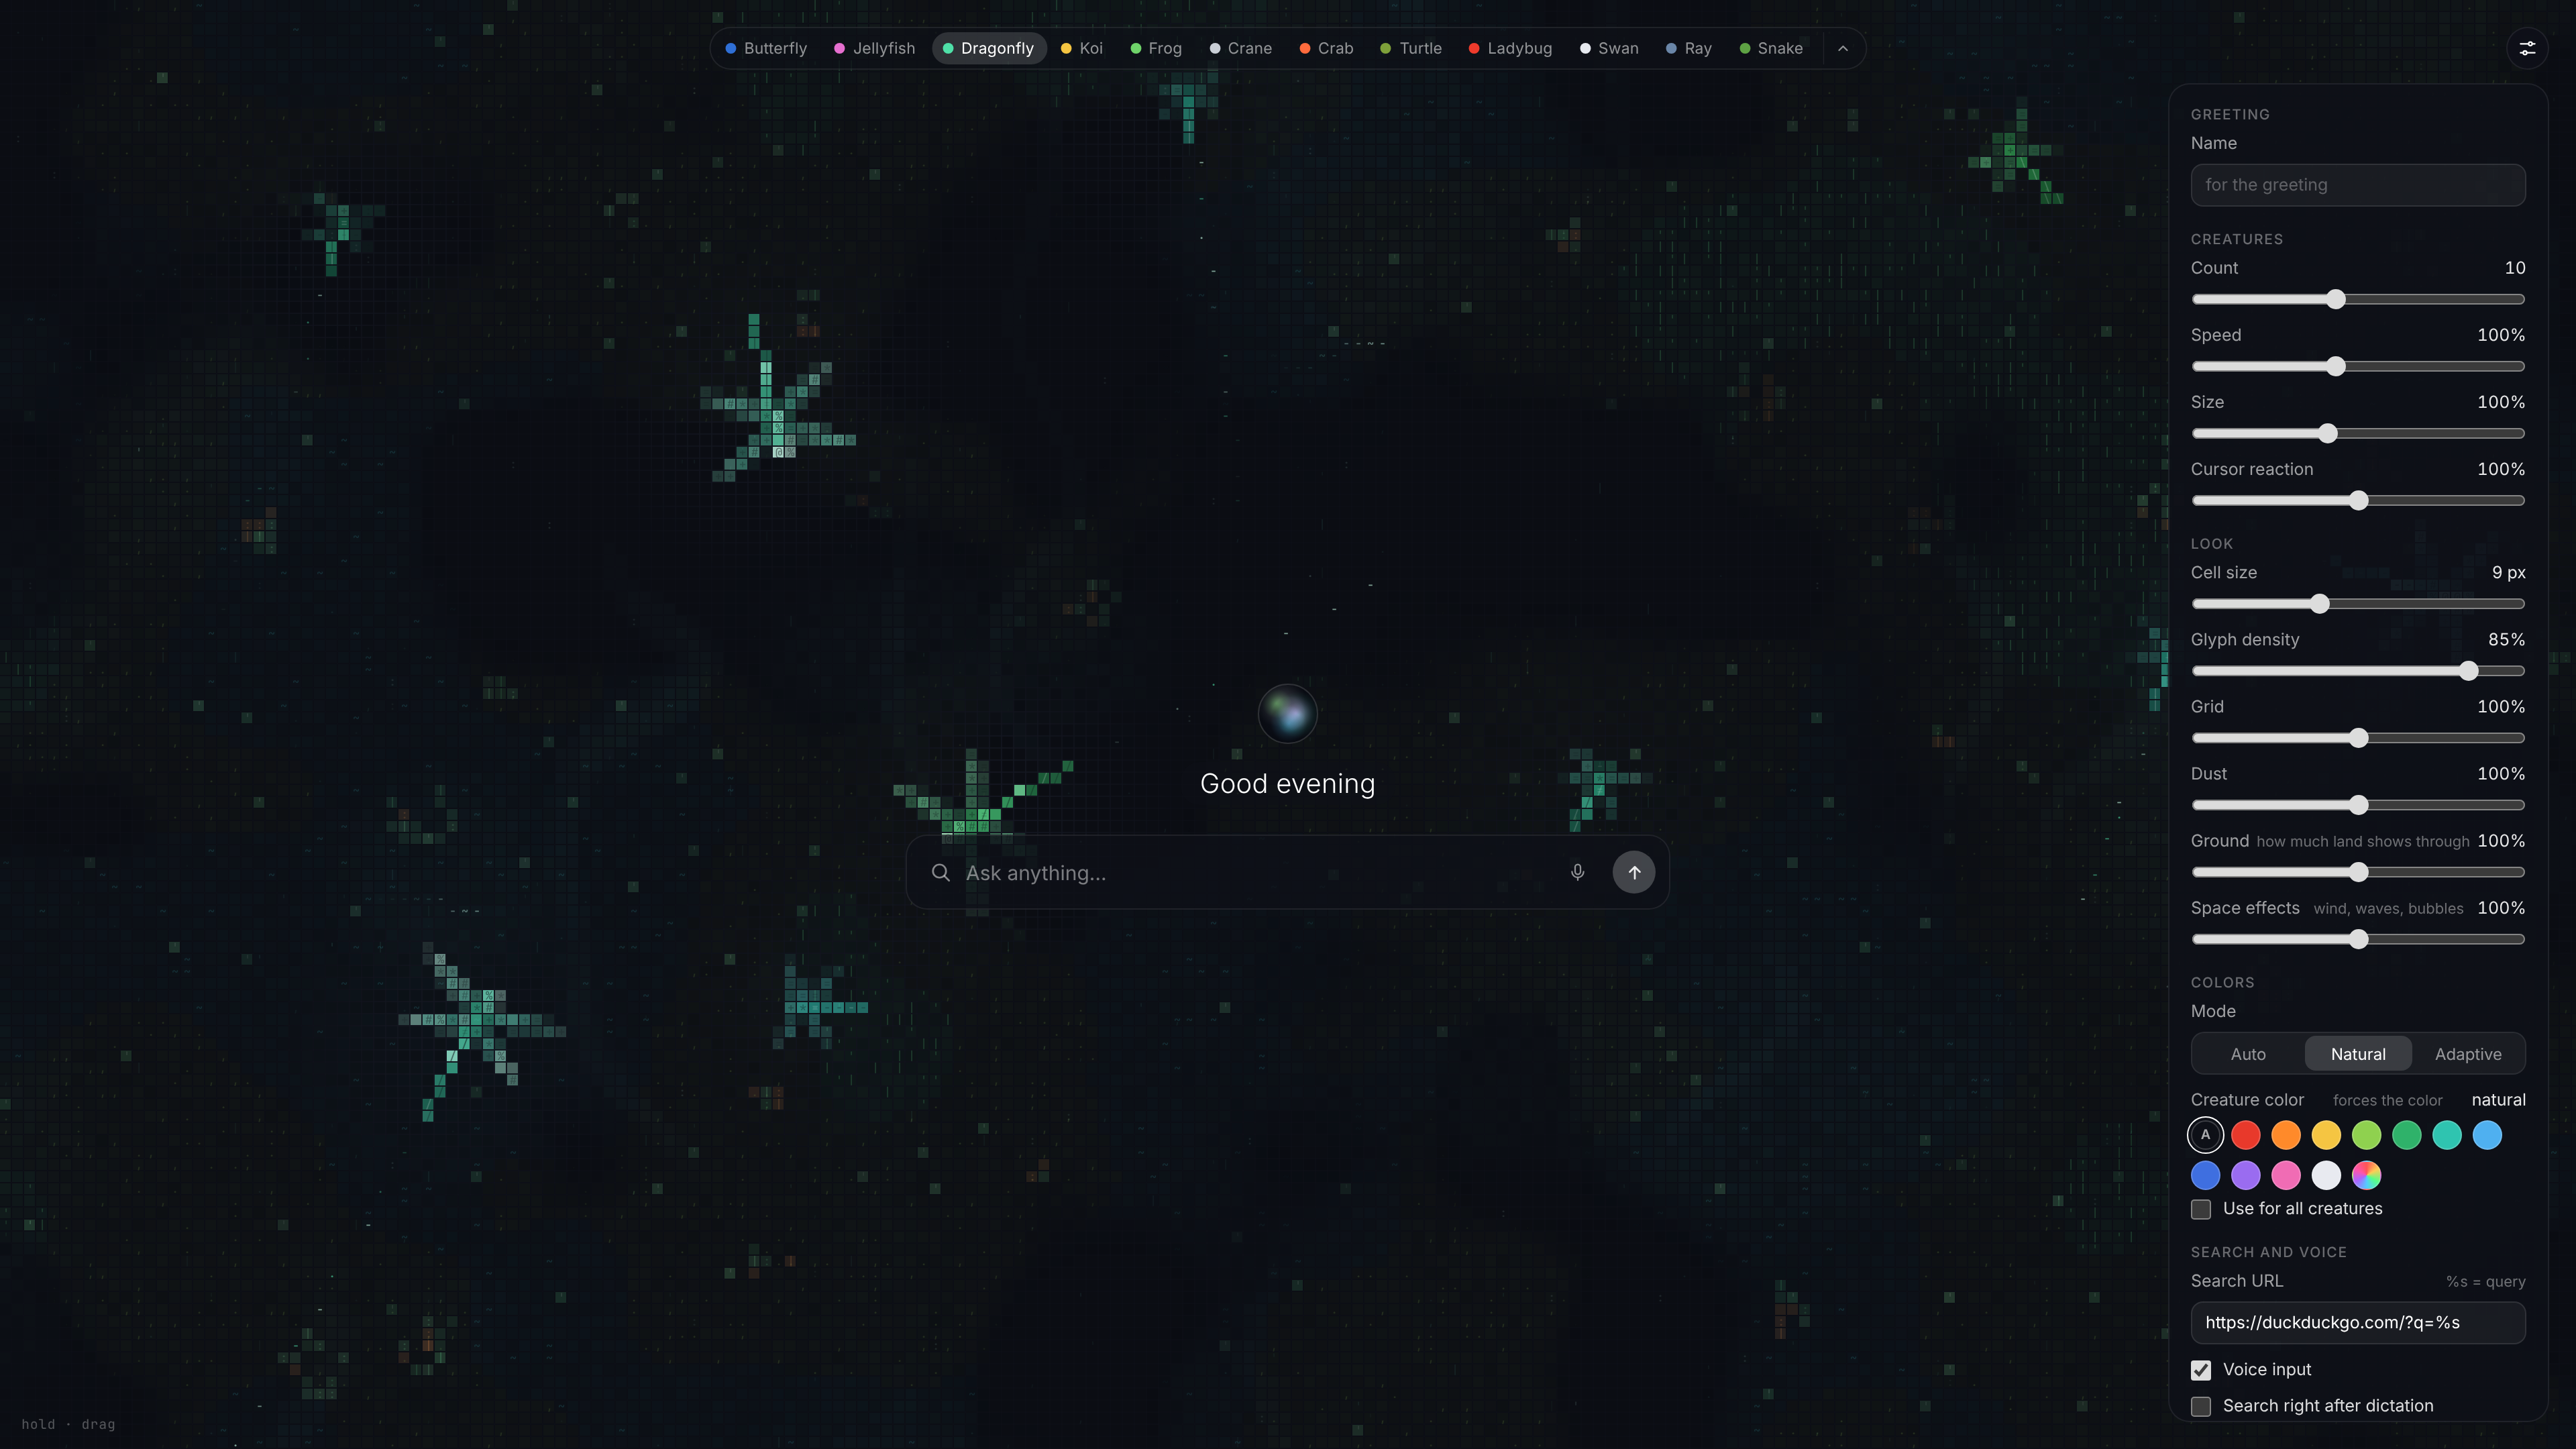 Butterfly Jellyfish Dragonfly Koi Frog Crane Crab Turtle Ladybug Swan Ray Snake
GREETING
Name
for the greeting
CREATURES
Count 10
Speed 100%
Size 100%
Cursor reaction 100%
LOOK
Cell size 9 px
Glyph density 85%
Grid 100%
Dust 100%
Ground how much land shows through 100%
Space effects wind, waves, bubbles 100%
COLORS
Mode
Auto Natural Adaptive
Creature color forces the color natural
A
Use for all creatures
SEARCH AND VOICE
Search URL %s = query
https://duckduckgo.com/?q=%s
Voice input
Search right after dictation
Good evening
Ask anything...
hold · drag